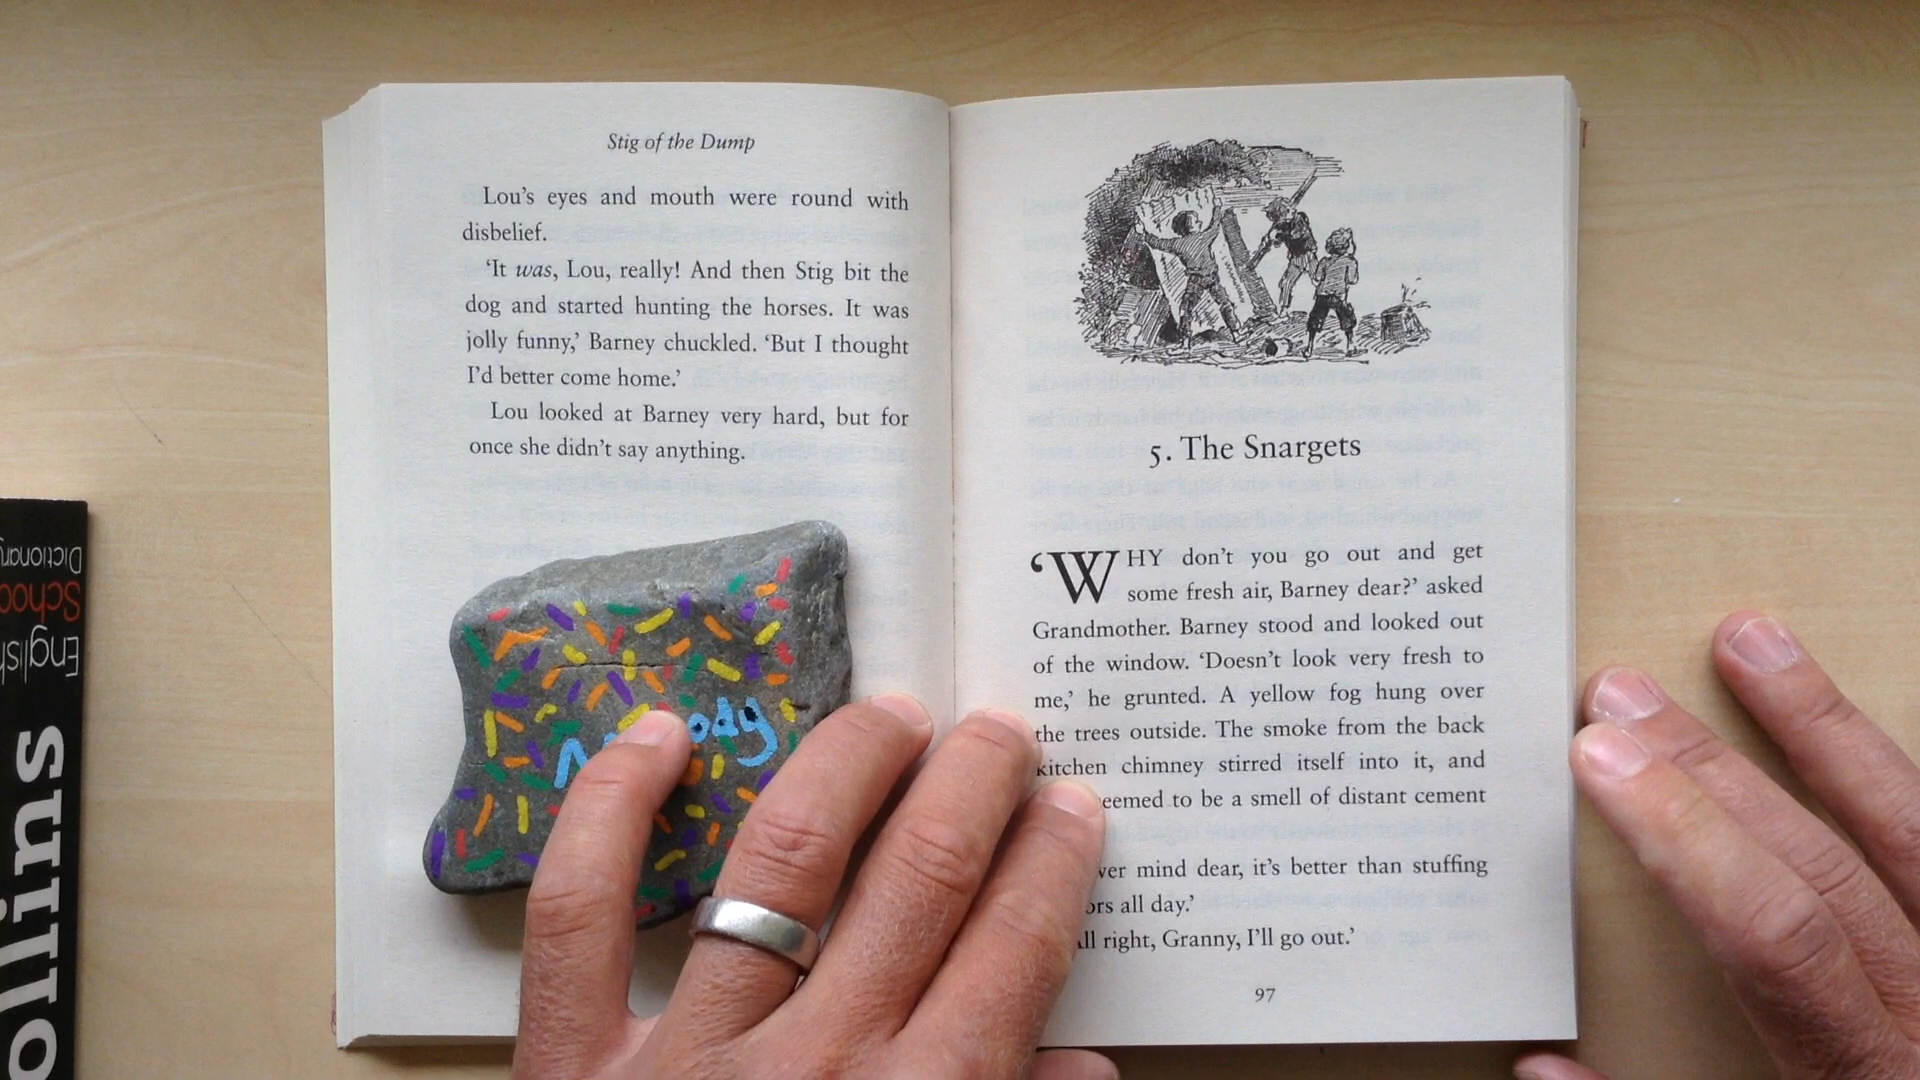 Stig of the Dump
Lou's eyes and mouth were round with
disbelief.
'It was, Lou, really! And then Stig bit the
dog and started hunting the horses. It was
jolly funny,' Barney chuckled. 'But I thought
I'd better come home.'
Lou looked at Barney very hard, but for
once she didn't say anything.
5. The Snargets
'WHY don't you go out and get
some fresh air, Barney dear?' asked
Grandmother. Barney stood and looked out
of the window. 'Doesn't look very fresh to
me,' he grunted. A yellow fog hung over
the trees outside. The smoke from the back
kitchen chimney stirred itself into it, and
to be a smell of distant cement
mind dear, it's better than stuffing
all day.'
right, Granny, I'll go out.'
97
English
School
Dictionary